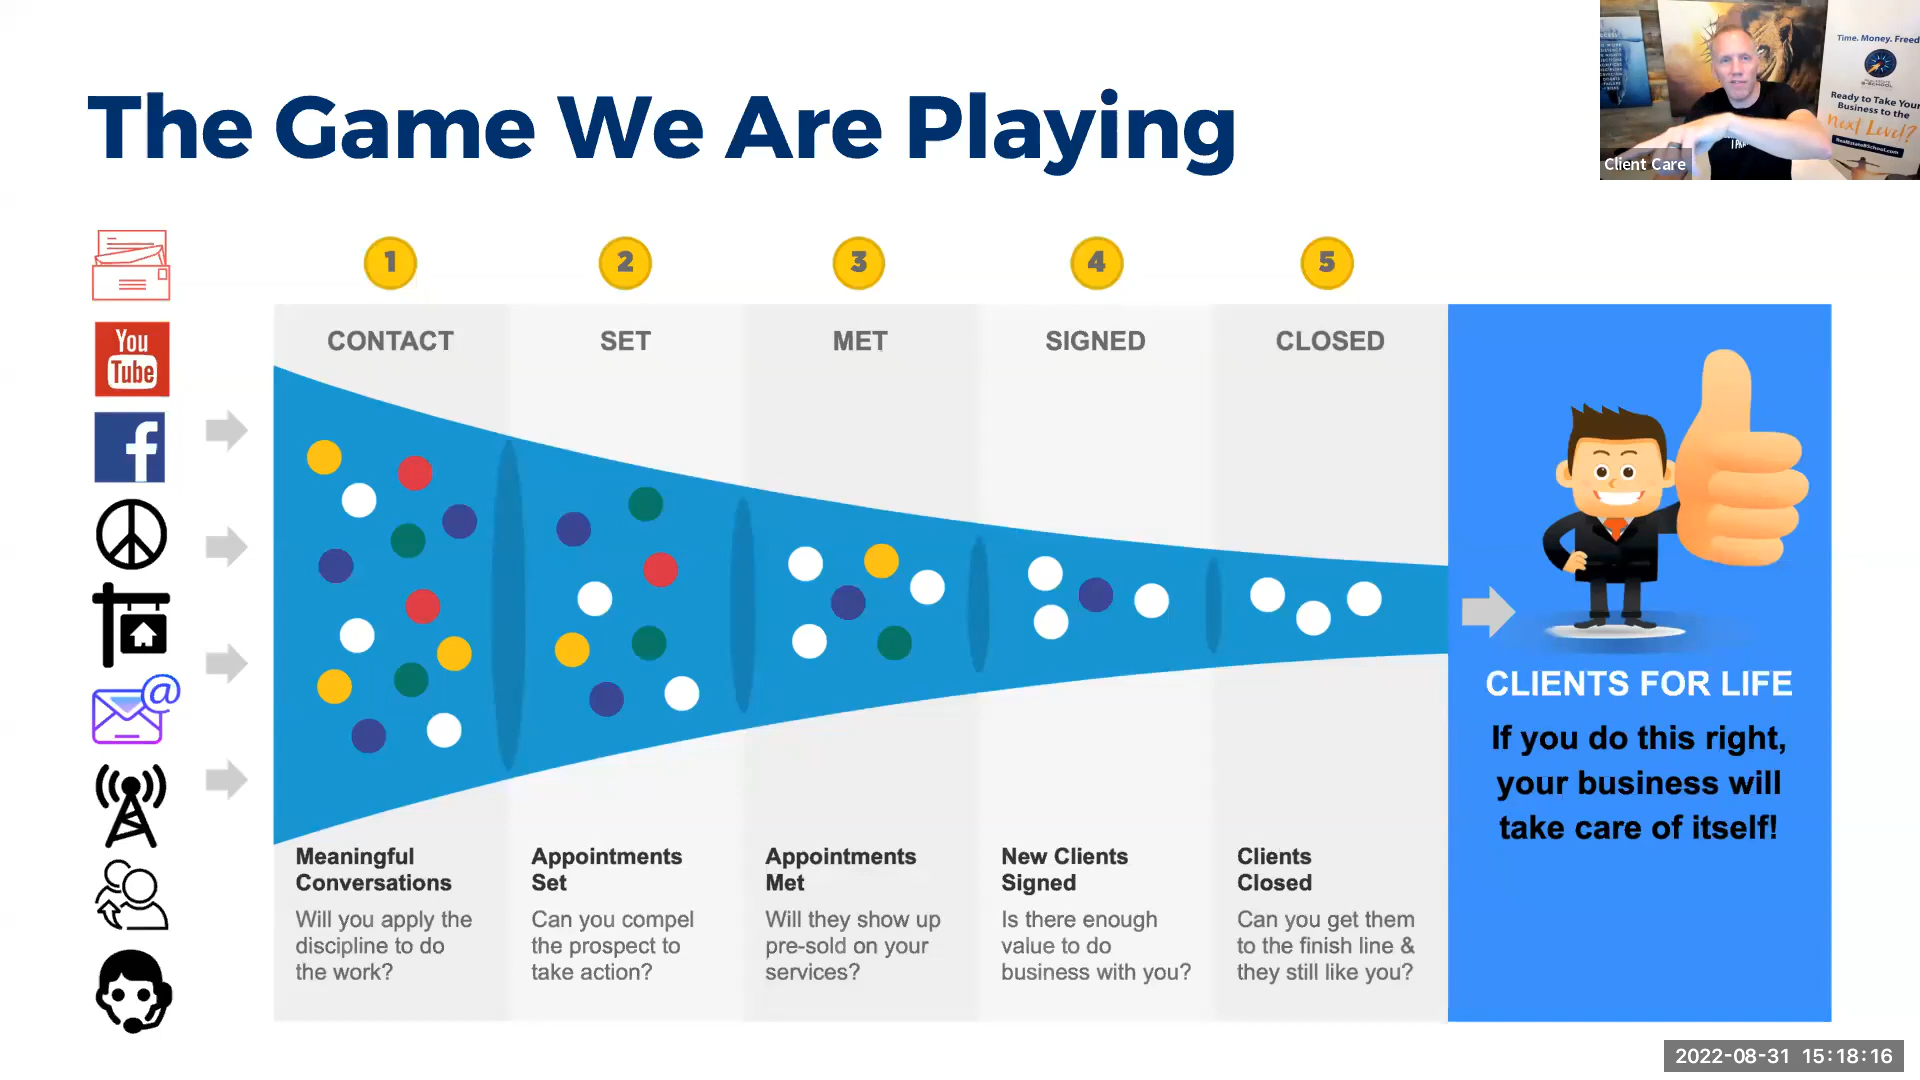 The Game We Are Playing
Time. Money. Freed
Ready to Take Your
Business to the
Next Level?
RealEstateBSchool.com
Client Care
You
Tube
f
@
1
2
3
4
5
CONTACT
SET
MET
SIGNED
CLOSED
Meaningful
Conversations
Will you apply the
discipline to do
the work?
Appointments
Set
Can you compel
the prospect to
take action?
Appointments
Met
Will they show up
pre-sold on your
services?
New Clients
Signed
Is there enough
value to do
business with you?
Clients
Closed
Can you get them
to the finish line &
they still like you?
CLIENTS FOR LIFE
If you do this right,
your business will
take care of itself!
2022-08-31 15:18:16